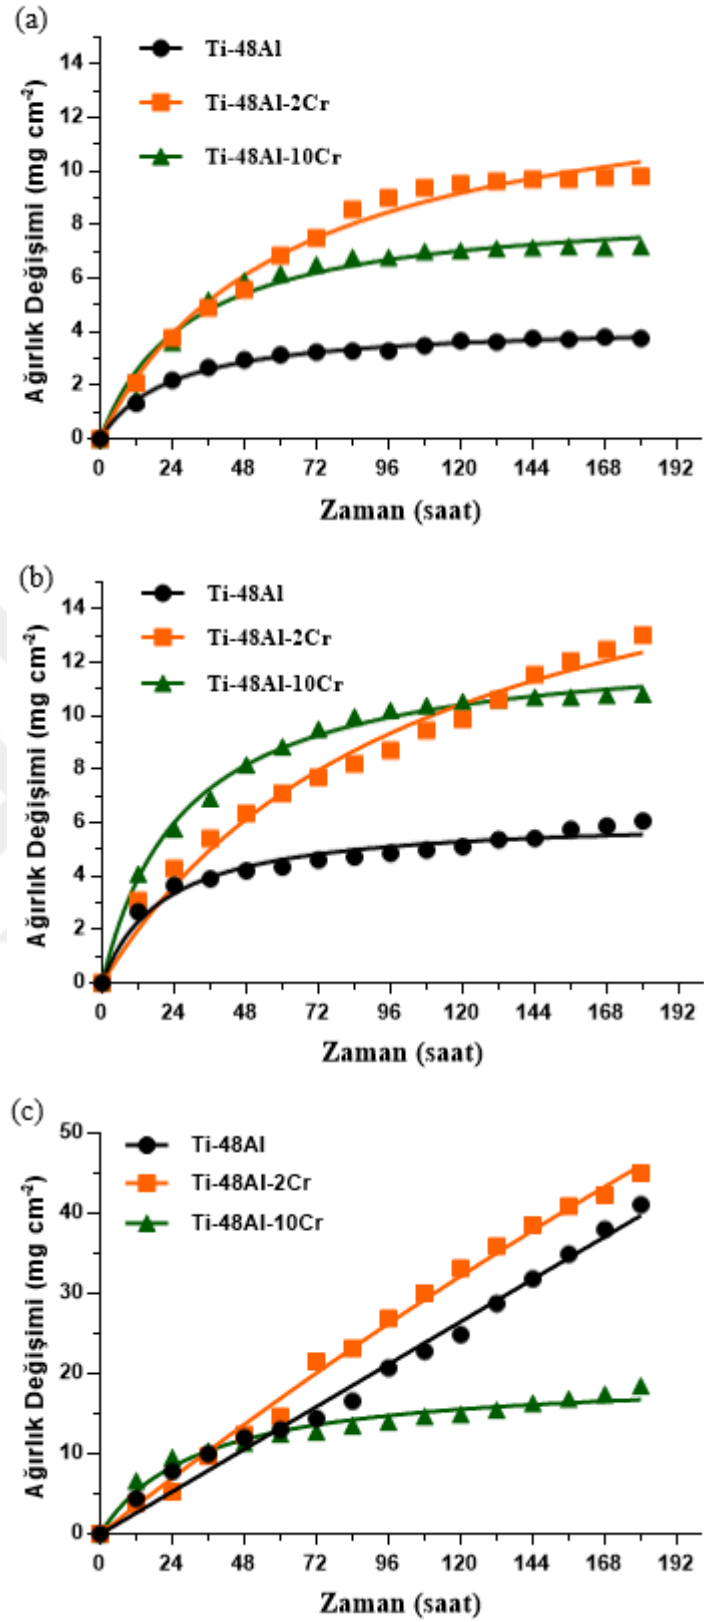 (a)
Ti-48Al
Ti-48Al-2Cr
Ti-48Al-10Cr
Ağırlık Değişimi (mg cm⁻²)
14
12
10
8
6
4
2
0
0 24 48 72 96 120 144 168 192
Zaman (saat)
(b)
Ti-48Al
Ti-48Al-2Cr
Ti-48Al-10Cr
Ağırlık Değişimi (mg cm⁻²)
14
12
10
8
6
4
2
0
0 24 48 72 96 120 144 168 192
Zaman (saat)
(c)
Ti-48Al
Ti-48Al-2Cr
Ti-48Al-10Cr
Ağırlık Değişimi (mg cm⁻²)
50
40
30
20
10
0
0 24 48 72 96 120 144 168 192
Zaman (saat)